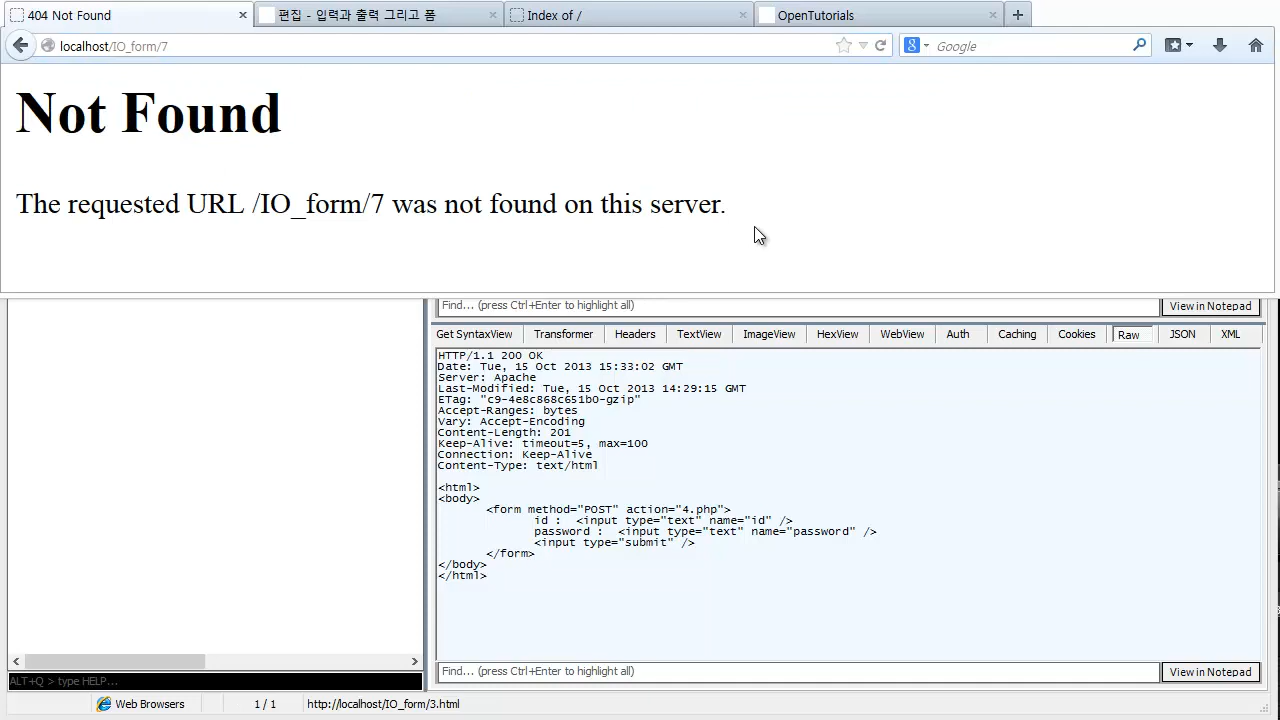 404 Not Found
편집 - 입력과 출력 그리고 폼
Index of /
OpenTutorials
localhost/IO_form/7
Google
Not Found
The requested URL /IO_form/7 was not found on this server.
Find... (press Ctrl+Enter to highlight all)
View in Notepad
Get SyntaxView
Transformer
Headers
TextView
ImageView
HexView
WebView
Auth
Caching
Cookies
Raw
JSON
XML
HTTP/1.1 200 OK
Date: Tue, 15 Oct 2013 15:33:02 GMT
Server: Apache
Last-Modified: Tue, 15 Oct 2013 14:29:15 GMT
ETag: "c9-4e8c868c651b0-gzip"
Accept-Ranges: bytes
Vary: Accept-Encoding
Content-Length: 201
Keep-Alive: timeout=5, max=100
Connection: Keep-Alive
Content-Type: text/html
<html>
<body>
<form method="POST" action="4.php">
id :  <input type="text" name="id" />
password :  <input type="text" name="password" />
<input type="submit" />
</form>
</body>
</html>
Find... (press Ctrl+Enter to highlight all)
View in Notepad
ALT+Q > type HELP...
Web Browsers
1 / 1
http://localhost/IO_form/3.html